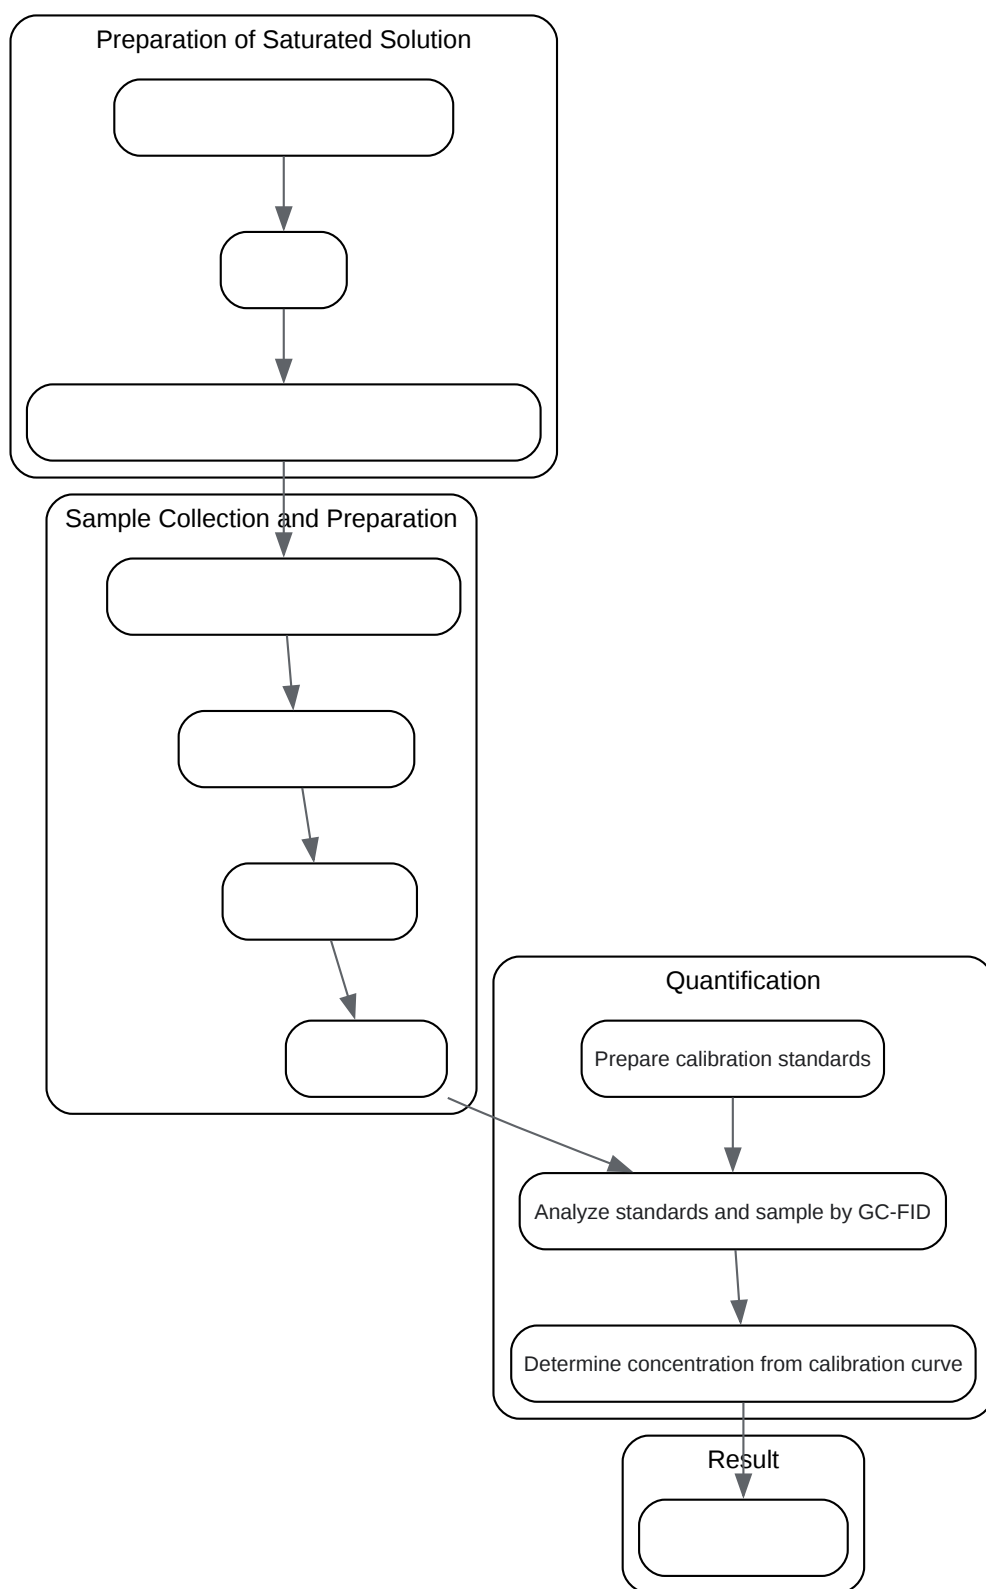 Preparation of Saturated Solution
Sample Collection and Preparation
Quantification
Prepare calibration standards
Analyze standards and sample by GC-FID
Determine concentration from calibration curve
Result